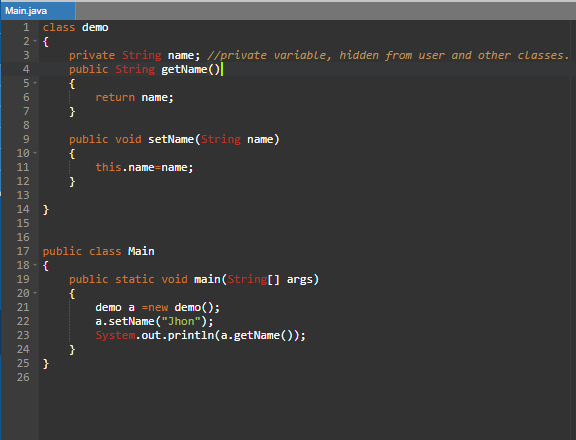 Main.java
1 class demo
2 {
3 private String name; //private variable, hidden from user and other classes.
4 public String getName()
5 {
6 return name;
7 }
8
9 public void setName(String name)
10 {
11 this.name=name;
12 }
13
14 }
15
16
17 public class Main
18 {
19 public static void main(String[] args)
20 {
21 demo a =new demo();
22 a.setName("Jhon");
23 System.out.println(a.getName());
24 }
25 }
26